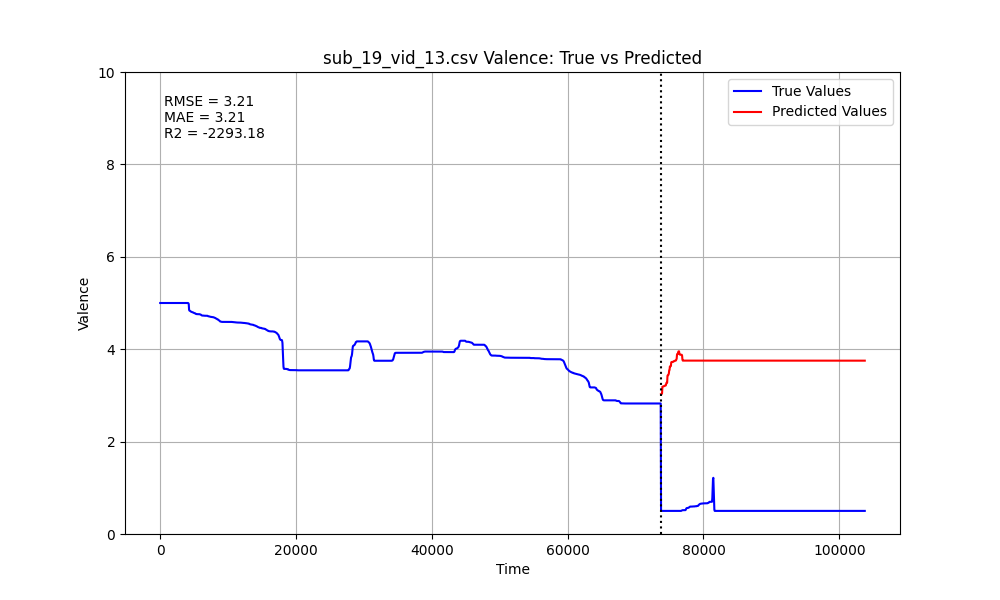 sub_19_vid_13.csv Valence: True vs Predicted
RMSE = 3.21
MAE = 3.21
R2 = -2293.18
True Values
Predicted Values
Valence
10
8
6
4
2
0
0 20000 40000 60000 80000 100000
Time